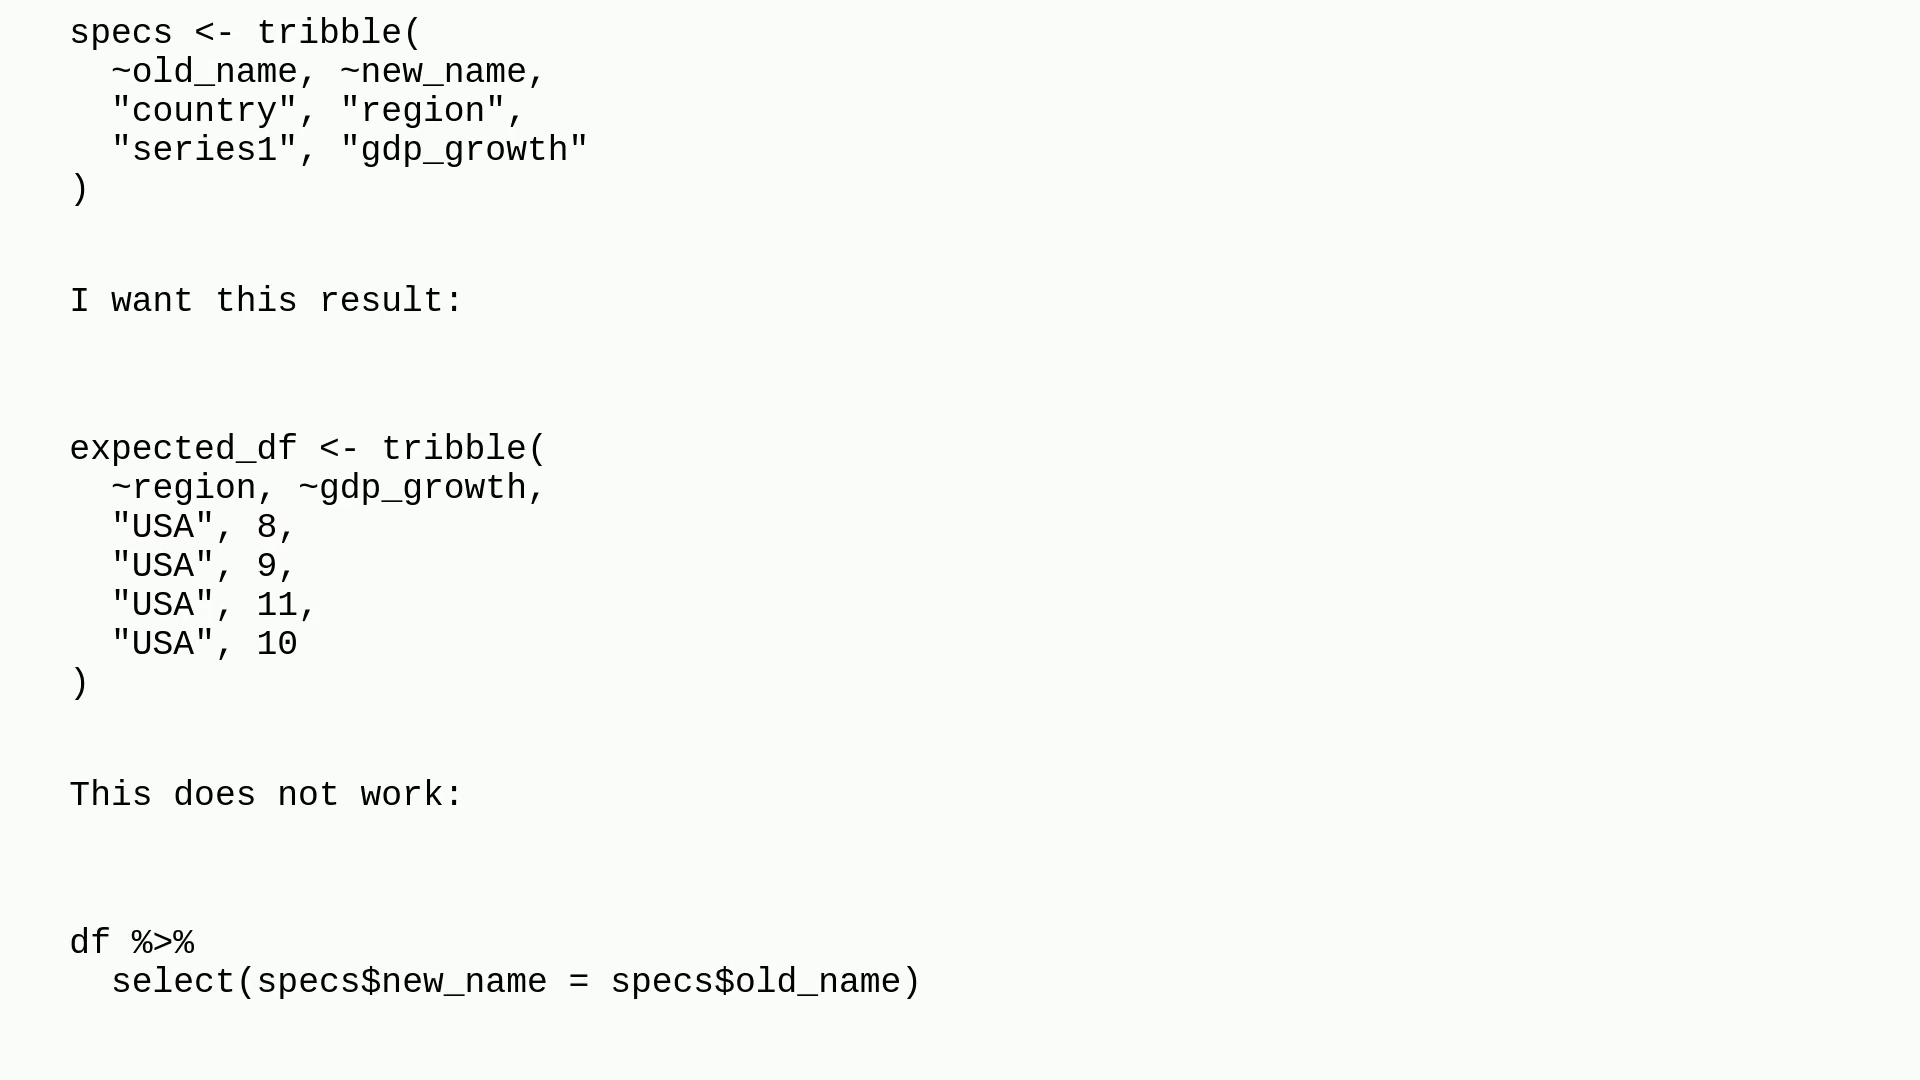 specs <- tribble(
  ~old_name, ~new_name,
  "country", "region",
  "series1", "gdp_growth"
)
I want this result:
expected_df <- tribble(
  ~region, ~gdp_growth,
  "USA", 8,
  "USA", 9,
  "USA", 11,
  "USA", 10
)
This does not work:
df %>%
  select(specs$new_name = specs$old_name)